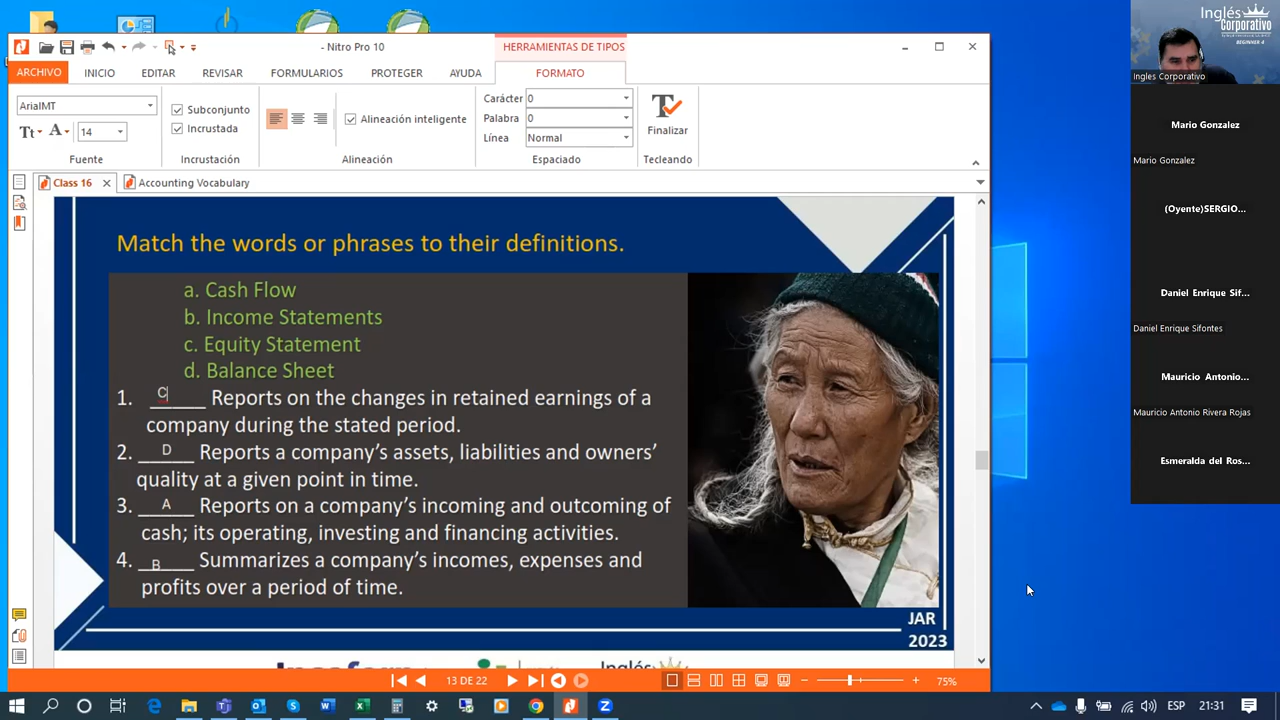 - Nitro Pro 10
HERRAMIENTAS DE TIPOS
ARCHIVO INICIO EDITAR REVISAR FORMULARIOS PROTEGER AYUDA FORMATO
ArialMT
Subconjunto
Incrustada
Tt A 14
Fuente
Incrustación
Alineación inteligente
Alineación
Carácter 0
Palabra 0
Línea Normal
Espaciado
Finalizar
Tecleando
Class 16
Accounting Vocabulary
Match the words or phrases to their definitions.
a. Cash Flow
b. Income Statements
c. Equity Statement
d. Balance Sheet
1. C Reports on the changes in retained earnings of a
company during the stated period.
2. D Reports a company's assets, liabilities and owners'
quality at a given point in time.
3. A Reports on a company's incoming and outcoming of
cash; its operating, investing and financing activities.
4. B Summarizes a company's incomes, expenses and
profits over a period of time.
JAR
2023
13 DE 22
75%
Inglés
Corporativo
BEGINNER 4
Ingles Corporativo
Mario Gonzalez
Mario Gonzalez
(Oyente)SERGIO...
Daniel Enrique Sif...
Daniel Enrique Sifontes
Mauricio Antonio...
Mauricio Antonio Rivera Rojas
Esmeralda del Ros...
ESP 21:31